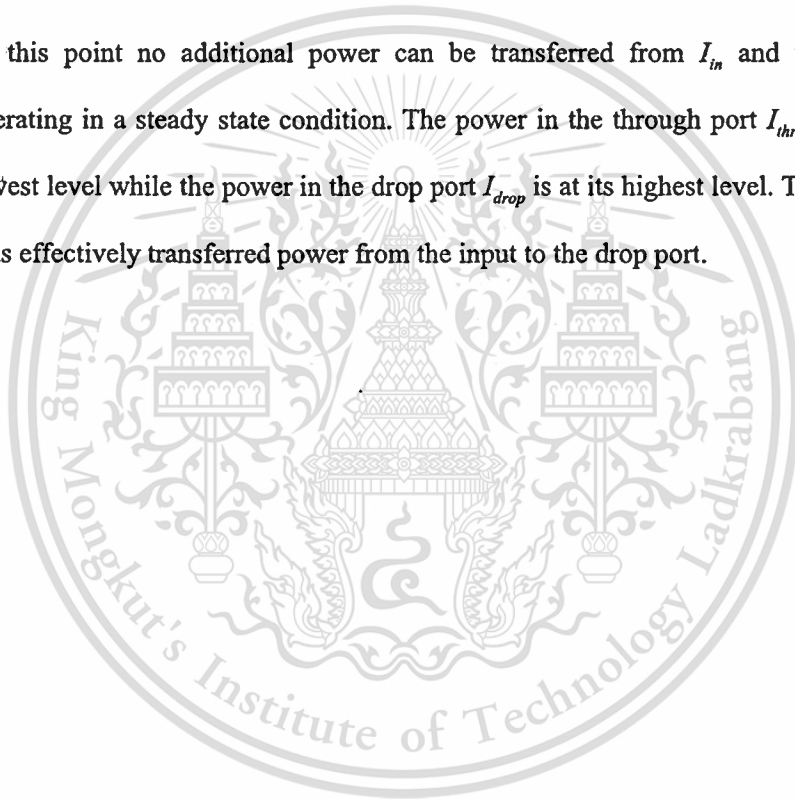 this point no additional power can be transferred from I_in and
erating in a steady state condition. The power in the through port I_thr
vest level while the power in the drop port I_drop is at its highest level. T
s effectively transferred power from the input to the drop port.
King Mongkut's Institute of Technology Ladkrabang